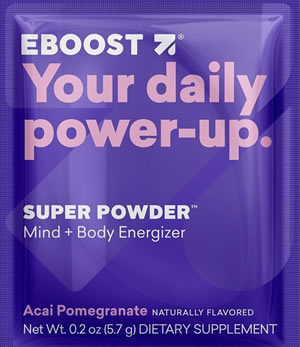 EBOOST ®
Your daily
power-up.
SUPER POWDER™
Mind + Body Energizer
Acai Pomegranate NATURALLY FLAVORED
Net Wt. 0.2 oz (5.7 g) DIETARY SUPPLEMENT